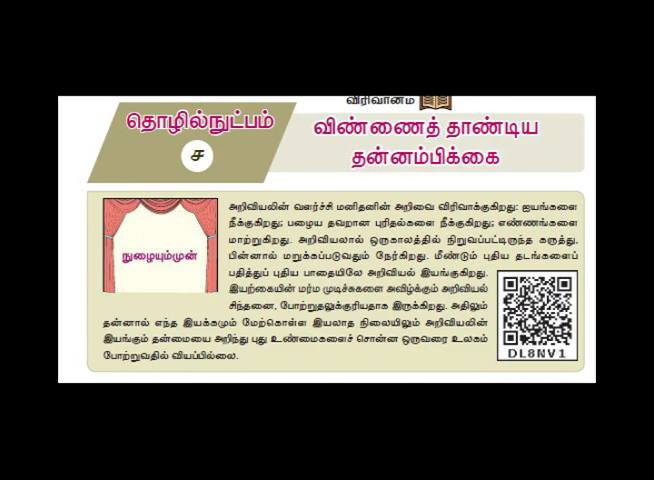 விரிவானம்
தொழில்நுட்பம்
௪
விண்ணைத் தாண்டிய
தன்னம்பிக்கை
நுழையும்முன்
அறிவியலின் வளர்ச்சி மனிதனின் அறிவை விரிவாக்குகிறது: ஐயங்களை
நீக்குகிறது; பழைய தவறான புரிதல்களை நீக்குகிறது; எண்ணங்களை
மாற்றுகிறது. அறிவியலால் ஒருகாலத்தில் நிறுவப்பட்டிருந்த கருத்து,
பின்னால் மறுக்கப்படுவதும் நேர்கிறது. மீண்டும் புதிய தடங்களைப்
பதித்துப் புதிய பாதையிலே அறிவியல் இயங்குகிறது.
இயற்கையின் மர்ம முடிச்சுகளை அவிழ்க்கும் அறிவியல்
சிந்தனை, போற்றுதலுக்குரியதாக இருக்கிறது. அதிலும்
தன்னால் எந்த இயக்கமும் மேற்கொள்ள இயலாத நிலையிலும் அறிவியலின்
இயங்கும் தன்மையை அறிந்து புது உண்மைகளைச் சொன்ன ஒருவரை உலகம்
போற்றுவதில் வியப்பில்லை.
DL8NV1